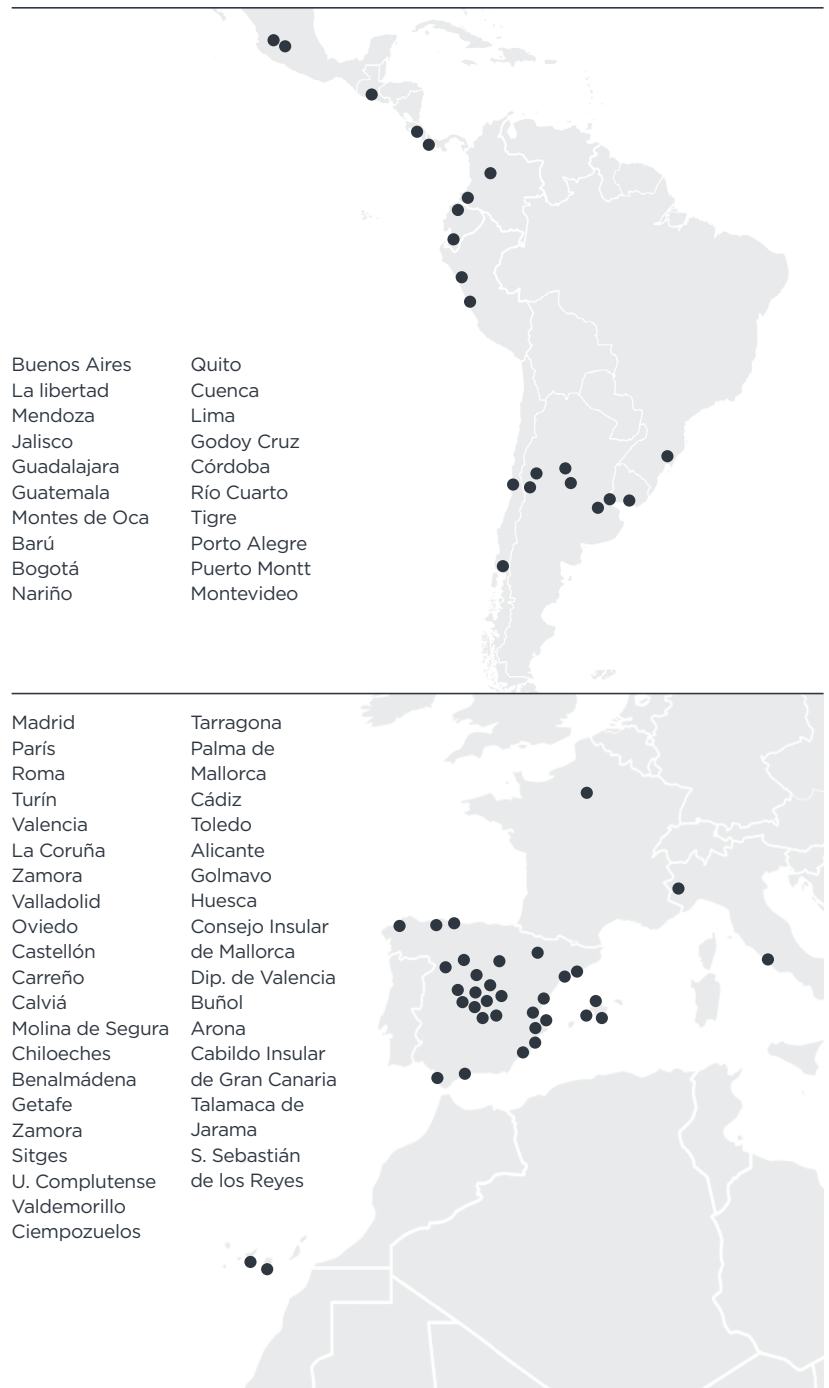 Buenos Aires
La libertad
Mendoza
Jalisco
Guadalajara
Guatemala
Montes de Oca
Barú
Bogotá
Nariño
Quito
Cuenca
Lima
Godoy Cruz
Córdoba
Río Cuarto
Tigre
Porto Alegre
Puerto Montt
Montevideo
Madrid
París
Roma
Turín
Valencia
La Coruña
Zamora
Valladolid
Oviedo
Castellón
Carreño
Calviá
Molina de Segura
Chiloeches
Benalmádena
Getafe
Zamora
Sitges
U. Complutense
Valdemorillo
Ciempozuelos
Tarragona
Palma de
Mallorca
Cádiz
Toledo
Alicante
Golmavo
Huesca
Consejo Insular
de Mallorca
Dip. de Valencia
Buñol
Arona
Cabildo Insular
de Gran Canaria
Talamaca de
Jarama
S. Sebastián
de los Reyes